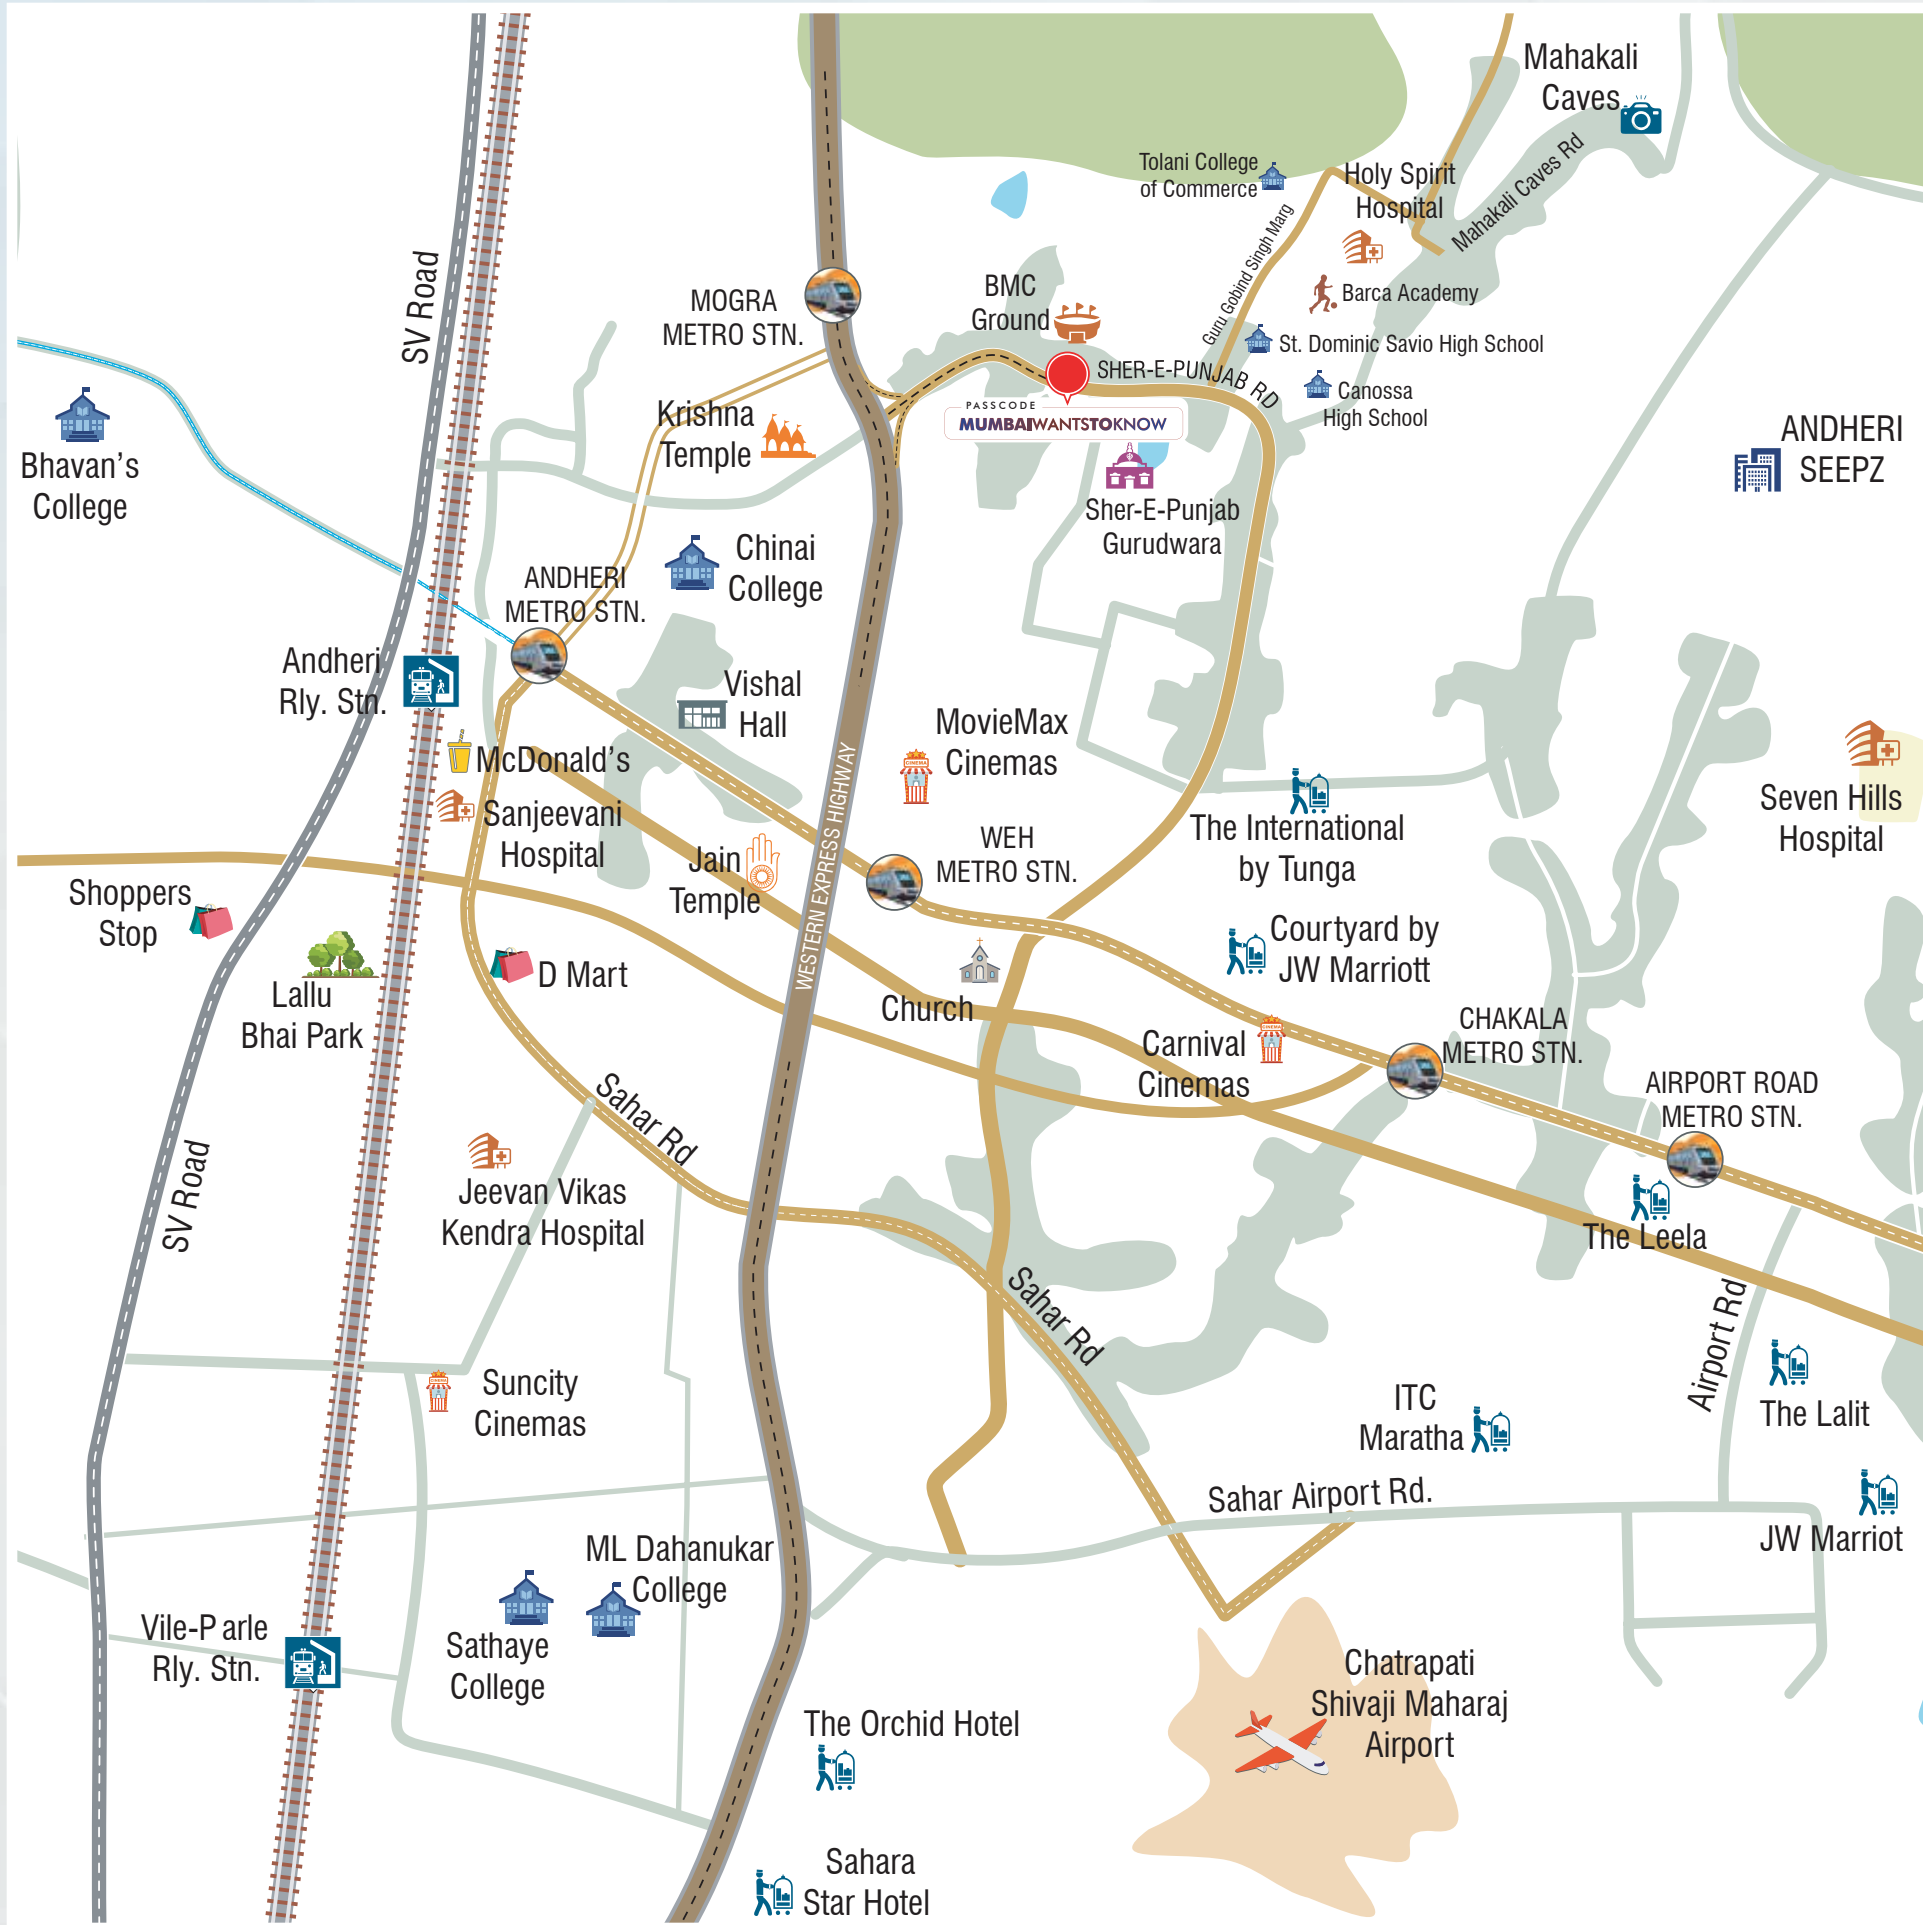 Mahakali
Caves
Tolani College
of Commerce
Holy Spirit
Hospital
Mahakali Caves Rd
Guru Gobind Singh Marg
SV Road
MOGRA
METRO STN.
BMC
Ground
Barca Academy
St. Dominic Savio High School
SHER-E-PUNJAB RD
Canossa
High School
PASSCODE
MUMBAIWANTSTOKNOW
Krishna
Temple
Bhavan's
College
ANDHERI
SEEPZ
Sher-E-Punjab
Gurudwara
Chinai
College
ANDHERI
METRO STN.
Andheri
Rly. Stn.
Vishal
Hall
McDonald's
MovieMax
Cinemas
CINEMA
WESTERN EXPRESS HIGHWAY
Sanjeevani
Hospital
Seven Hills
Hospital
The International
by Tunga
WEH
METRO STN.
Jain
Temple
Shoppers
Stop
Courtyard by
JW Marriott
D Mart
Lallu
Bhai Park
Church
Carnival
Cinemas
CINEMA
CHAKALA
METRO STN.
AIRPORT ROAD
METRO STN.
Sahar Rd
SV Road
Jeevan Vikas
Kendra Hospital
The Leela
Sahar Rd
Airport Rd
Suncity
Cinemas
CINEMA
ITC
Maratha
The Lalit
Sahar Airport Rd.
JW Marriot
ML Dahanukar
College
Vile-Parle
Rly. Stn.
Sathaye
College
Chatrapati
Shivaji Maharaj
Airport
The Orchid Hotel
Sahara
Star Hotel